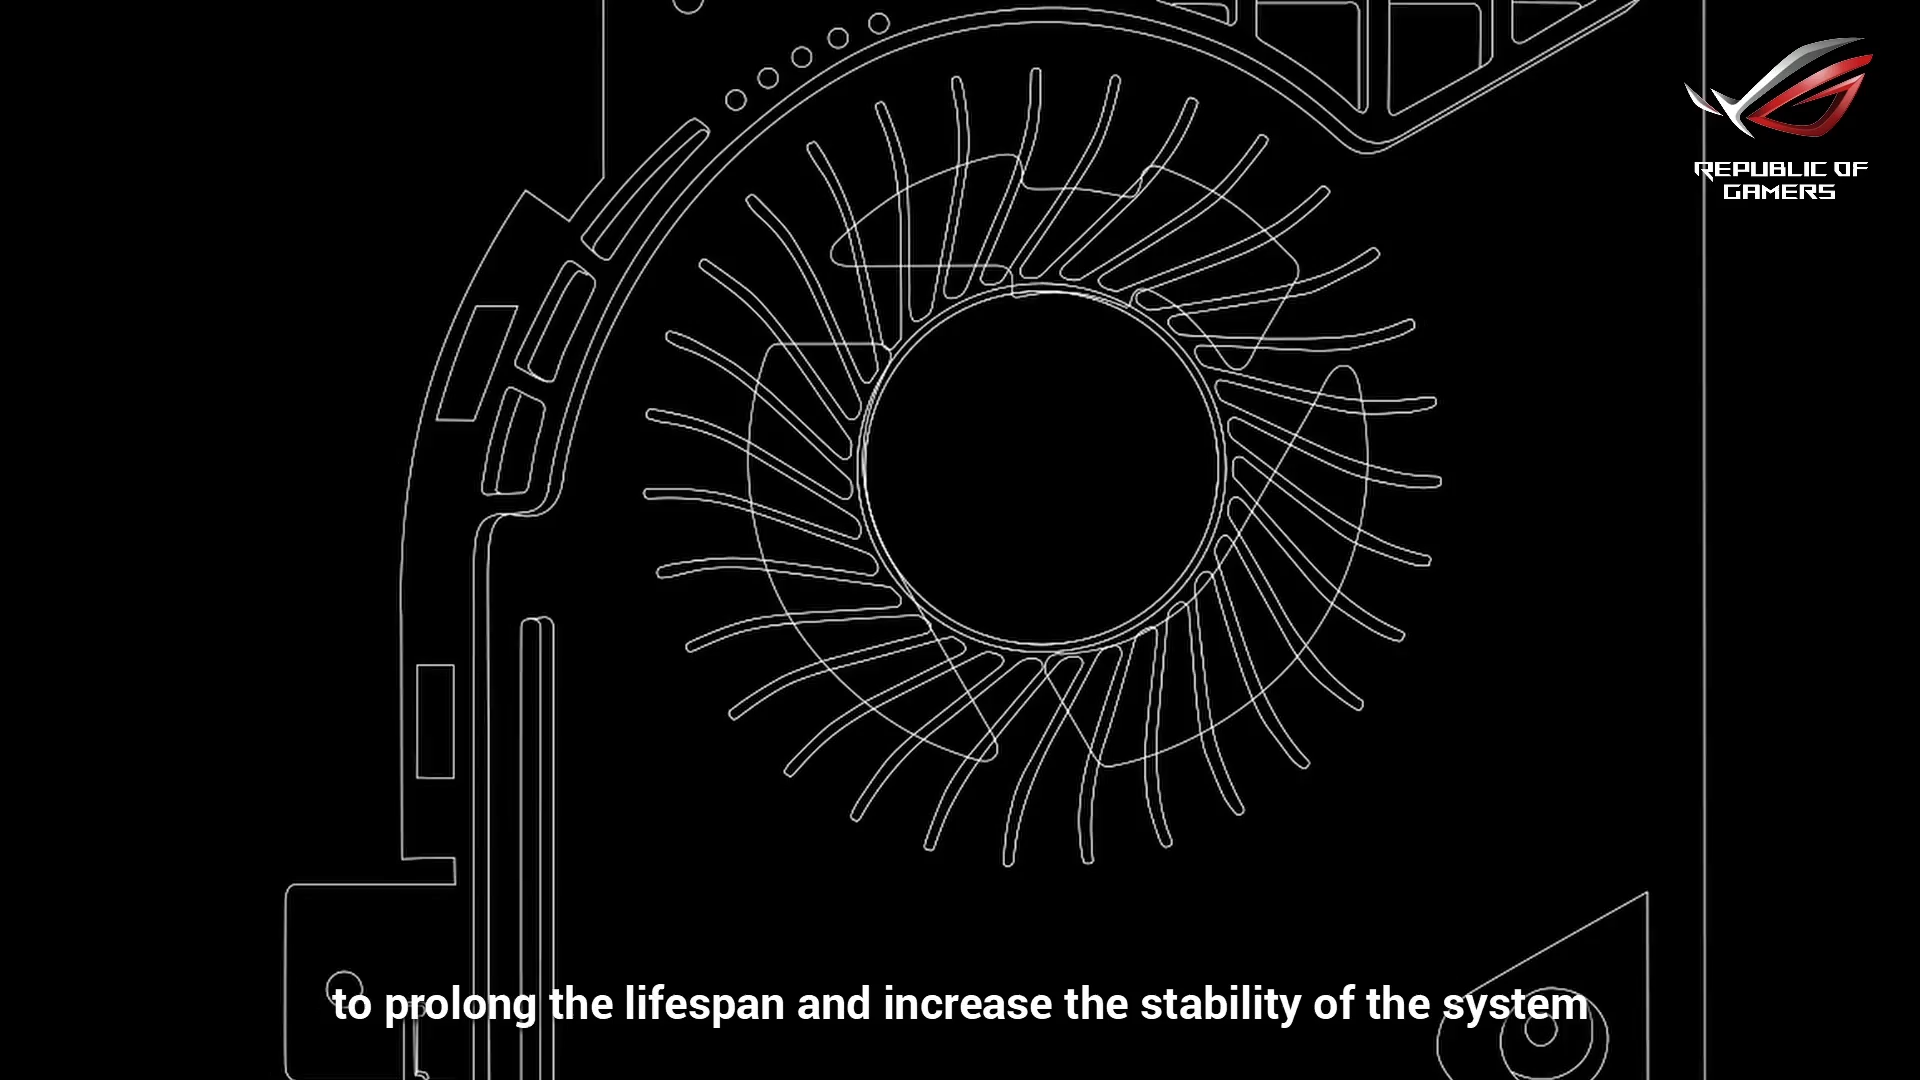 REPUBLIC OF
GAMERS
to prolong the lifespan and increase the stability of the system